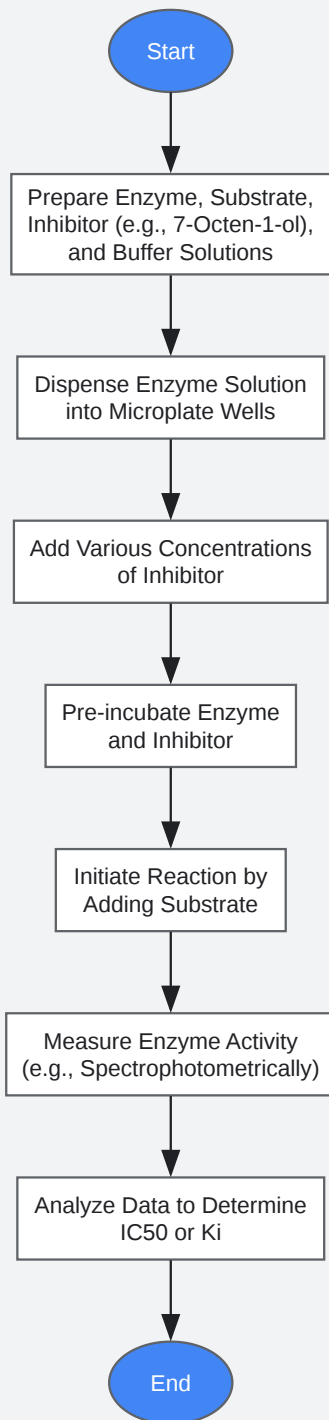 Start
Prepare Enzyme, Substrate,
Inhibitor (e.g., 7-Octen-1-ol),
and Buffer Solutions
Dispense Enzyme Solution
into Microplate Wells
Add Various Concentrations
of Inhibitor
Pre-incubate Enzyme
and Inhibitor
Initiate Reaction by
Adding Substrate
Measure Enzyme Activity
(e.g., Spectrophotometrically)
Analyze Data to Determine
IC50 or Ki
End